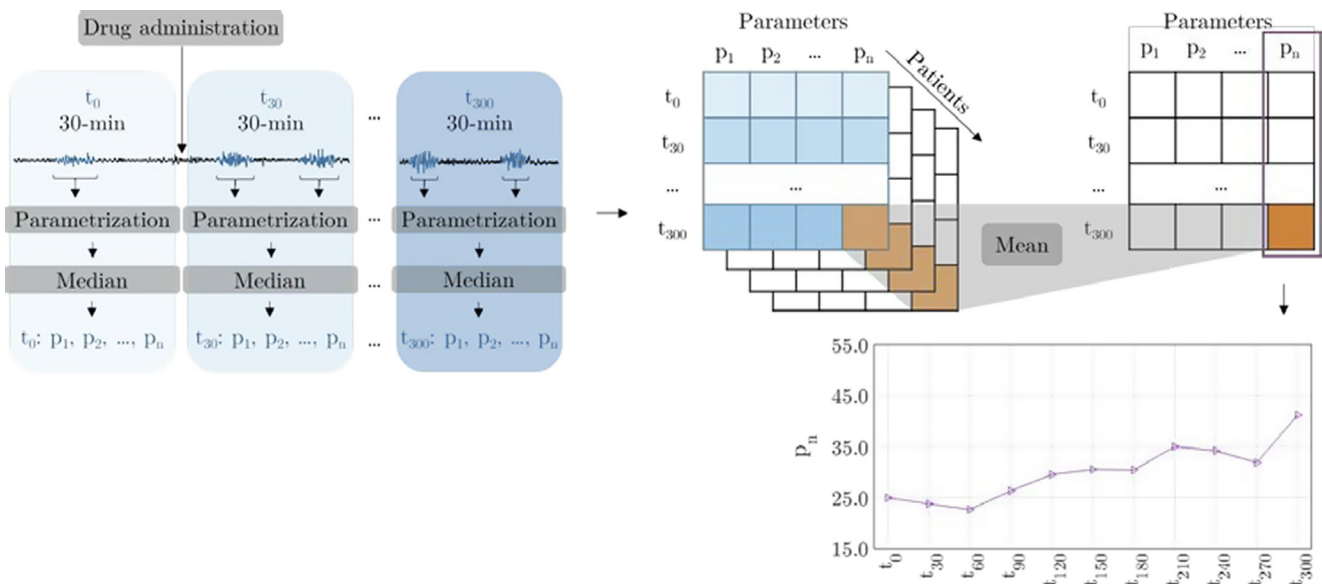 Drug administration
t0
30-min
t30
30-min
...
t300
30-min
Parametrization
Parametrization
...
Parametrization
Median
Median
...
Median
t0: p1, p2, ..., pn
t30: p1, p2, ..., pn
...
t300: p1, p2, ..., pn
Parameters
p1 p2 ... pn
Patients
t0
t30
... ...
t300
Mean
Parameters
p1 p2 ... pn
t0
t30
... ...
t300
55.0
45.0
35.0
25.0
15.0
pn
t0 t30 t60 t90 t120 t150 t180 t210 t240 t270 t300